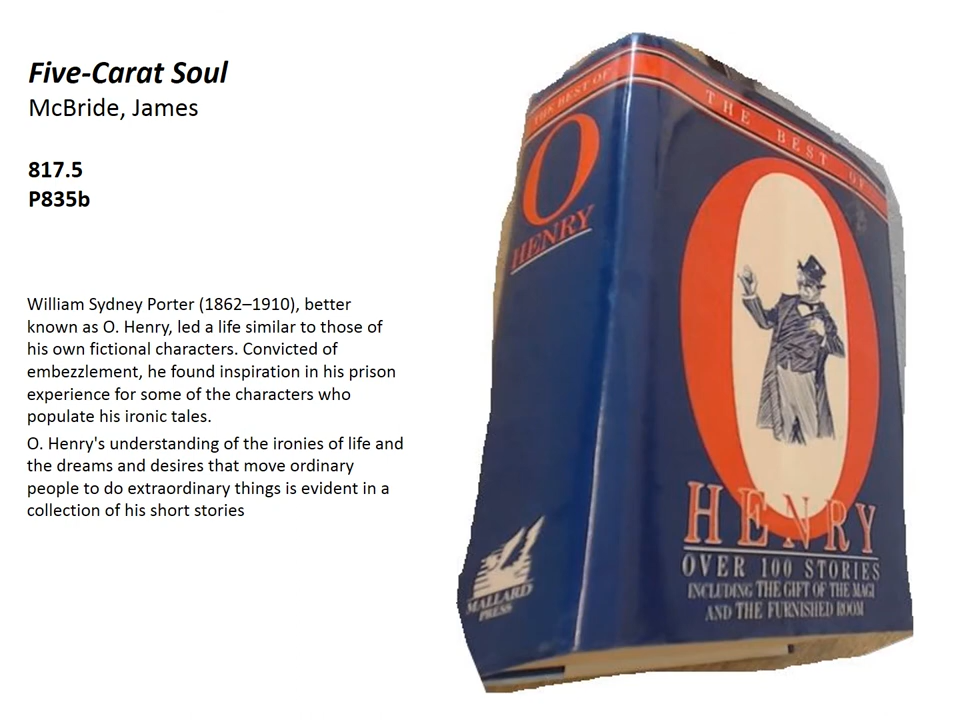 Five-Carat Soul
McBride, James
817.5
P835b
William Sydney Porter (1862–1910), better
known as O. Henry, led a life similar to those of
his own fictional characters. Convicted of
embezzlement, he found inspiration in his prison
experience for some of the characters who
populate his ironic tales.
O. Henry's understanding of the ironies of life and
the dreams and desires that move ordinary
people to do extraordinary things is evident in a
collection of his short stories
THE BEST OF
O
HENRY
MALLARD
PRESS
THE BEST OF
O
HENRY
OVER 100 STORIES
INCLUDING THE GIFT OF THE MAGI
AND THE FURNISHED ROOM